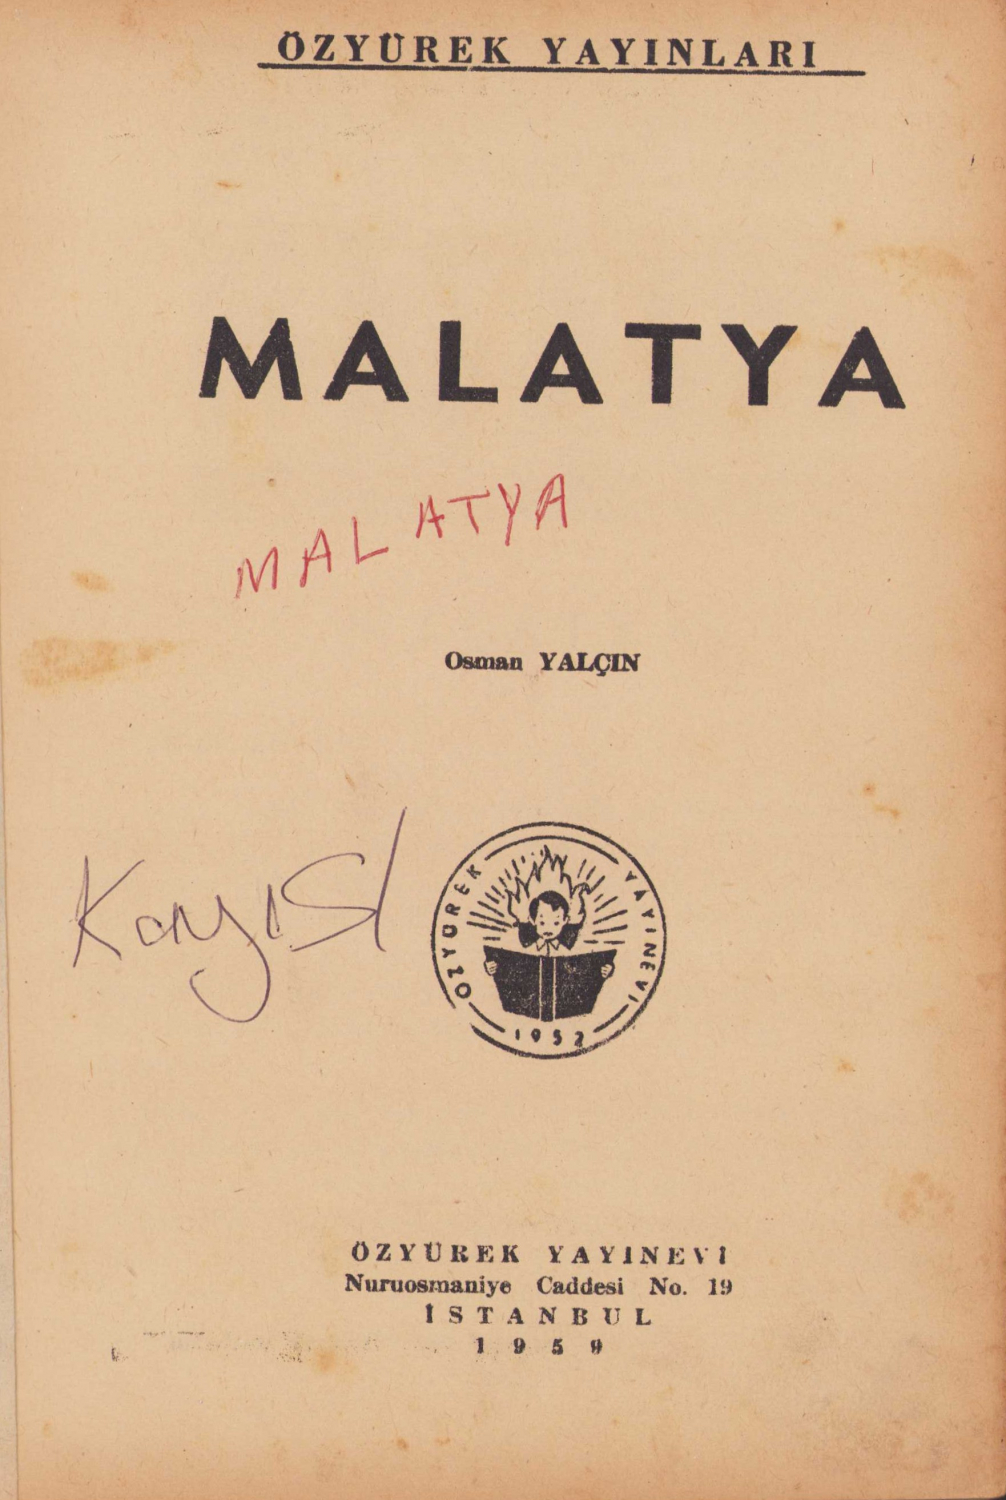 ÖZYÜREK YAYINLARI
MALATYA
MALATYA
Osman YALÇIN
Kayısı
ÖZYÜREK YAYINEVİ
1952
ÖZYÜREK YAYINEVİ
Nuruosmaniye Caddesi No. 19
İSTANBUL
1959